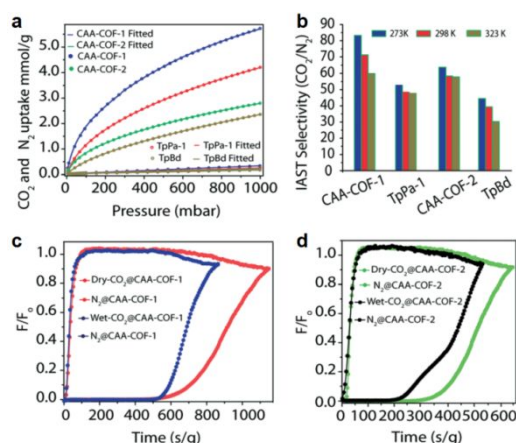 a
CO₂ and N₂ uptake mmol/g
5.0
4.0
3.0
2.0
1.0
0.0
CAA-COF-1 Fitted
CAA-COF-2 Fitted
CAA-COF-1
CAA-COF-2
TpPa-1 TpPa-1 Fitted
TpBd TpBd Fitted
0 200 400 600 800 1000
Pressure (mbar)
b
IAST Selectivity (CO₂/N₂)
90
80
70
60
50
40
30
20
10
0
273K 298 K 323 K
CAA-COF-1 TpPa-1 CAA-COF-2 TpBd
c
F/Fₒ
1.0
0.8
0.6
0.4
0.2
0.0
Dry-CO₂@CAA-COF-1
N₂@CAA-COF-1
Wet-CO₂@CAA-COF-1
N₂@CAA-COF-1
0 200 400 600 800 1000
Time (s/g)
d
F/Fₒ
1.0
0.8
0.6
0.4
0.2
0.0
Dry-CO₂@CAA-COF-2
N₂@CAA-COF-2
Wet-CO₂@CAA-COF-2
N₂@CAA-COF-2
0 100 200 300 400 500 600
Time (s/g)